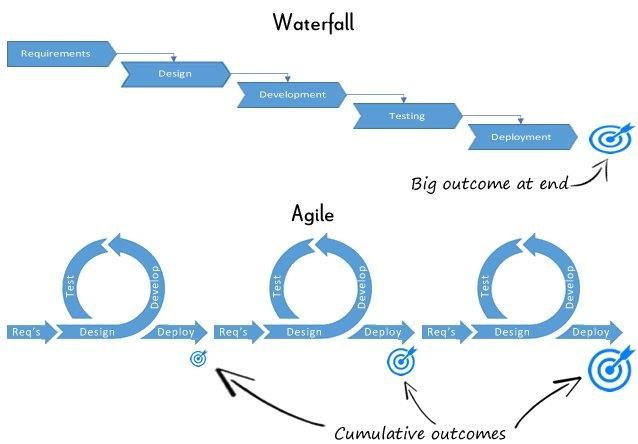 Waterfall
Requirements
Design
Development
Testing
Deployment
Big outcome at end
Agile
Test
Develop
Req's
Design
Deploy
Test
Develop
Req's
Design
Deploy
Test
Develop
Req's
Design
Deploy
Cumulative outcomes